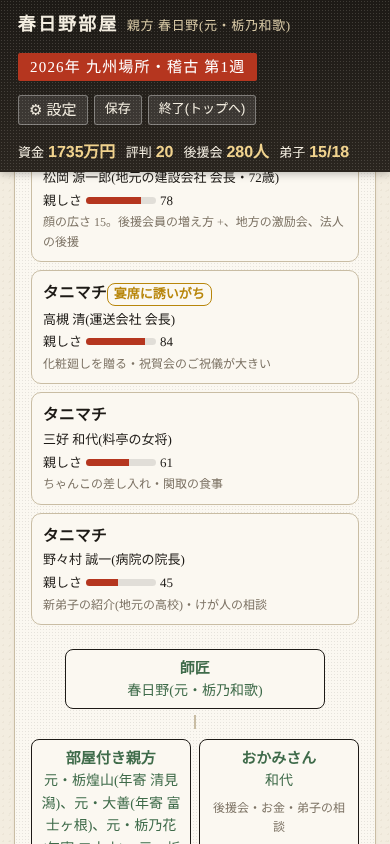 春日野部屋 親方 春日野(元・栃乃和歌)
2026年 九州場所・稽古 第1週
⚙ 設定 保存 終了(トップへ)
資金 1735万円 評判 20 後援会 280人 弟子 15/18
松岡 源一郎(地元の建設会社 会長・72歳)
親しさ 78
顔の広さ 15。後援会員の増え方 +、地方の激励会、法人
の後援
タニマチ 宴席に誘いがち
高槻 清(運送会社 会長)
親しさ 84
化粧廻しを贈る・祝賀会のご祝儀が大きい
タニマチ
三好 和代(料亭の女将)
親しさ 61
ちゃんこの差し入れ・関取の食事
タニマチ
野々村 誠一(病院の院長)
親しさ 45
新弟子の紹介(地元の高校)・けが人の相談
師匠
春日野(元・栃乃和歌)
部屋付き親方
元・栃煌山(年寄 清見
潟)、元・大善(年寄 富
士ヶ根)、元・栃乃花
おかみさん
和代
後援会・お金・弟子の相
談